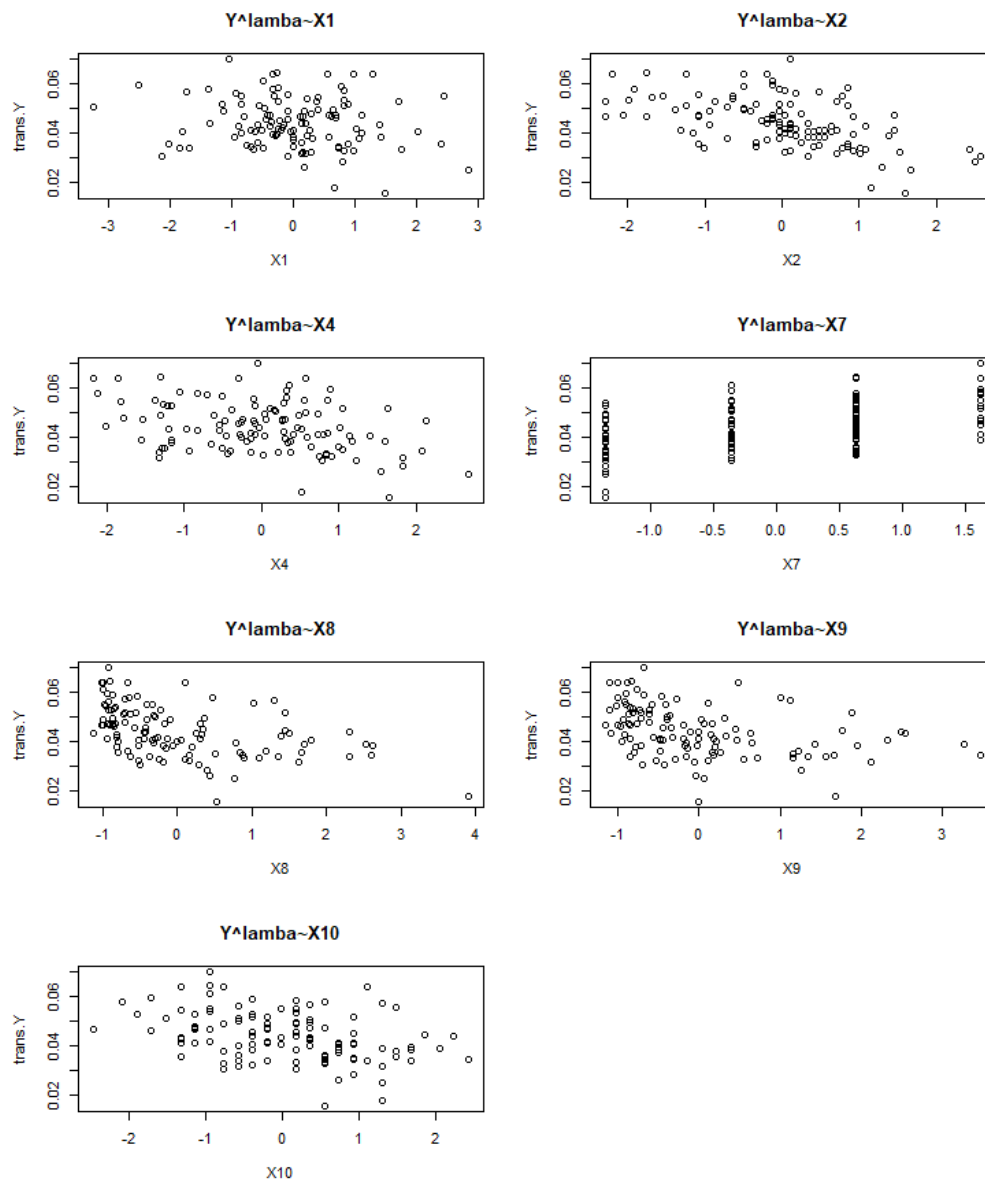 Y^lamba~X1
trans.Y
0.02 0.04 0.06
-3 -2 -1 0 1 2 3
X1
Y^lamba~X2
trans.Y
0.02 0.04 0.06
-2 -1 0 1 2
X2
Y^lamba~X4
trans.Y
0.02 0.04 0.06
-2 -1 0 1 2
X4
Y^lamba~X7
trans.Y
0.02 0.04 0.06
-1.0 -0.5 0.0 0.5 1.0 1.5
X7
Y^lamba~X8
trans.Y
0.02 0.04 0.06
-1 0 1 2 3 4
X8
Y^lamba~X9
trans.Y
0.02 0.04 0.06
-1 0 1 2 3
X9
Y^lamba~X10
trans.Y
0.02 0.04 0.06
-2 -1 0 1 2
X10